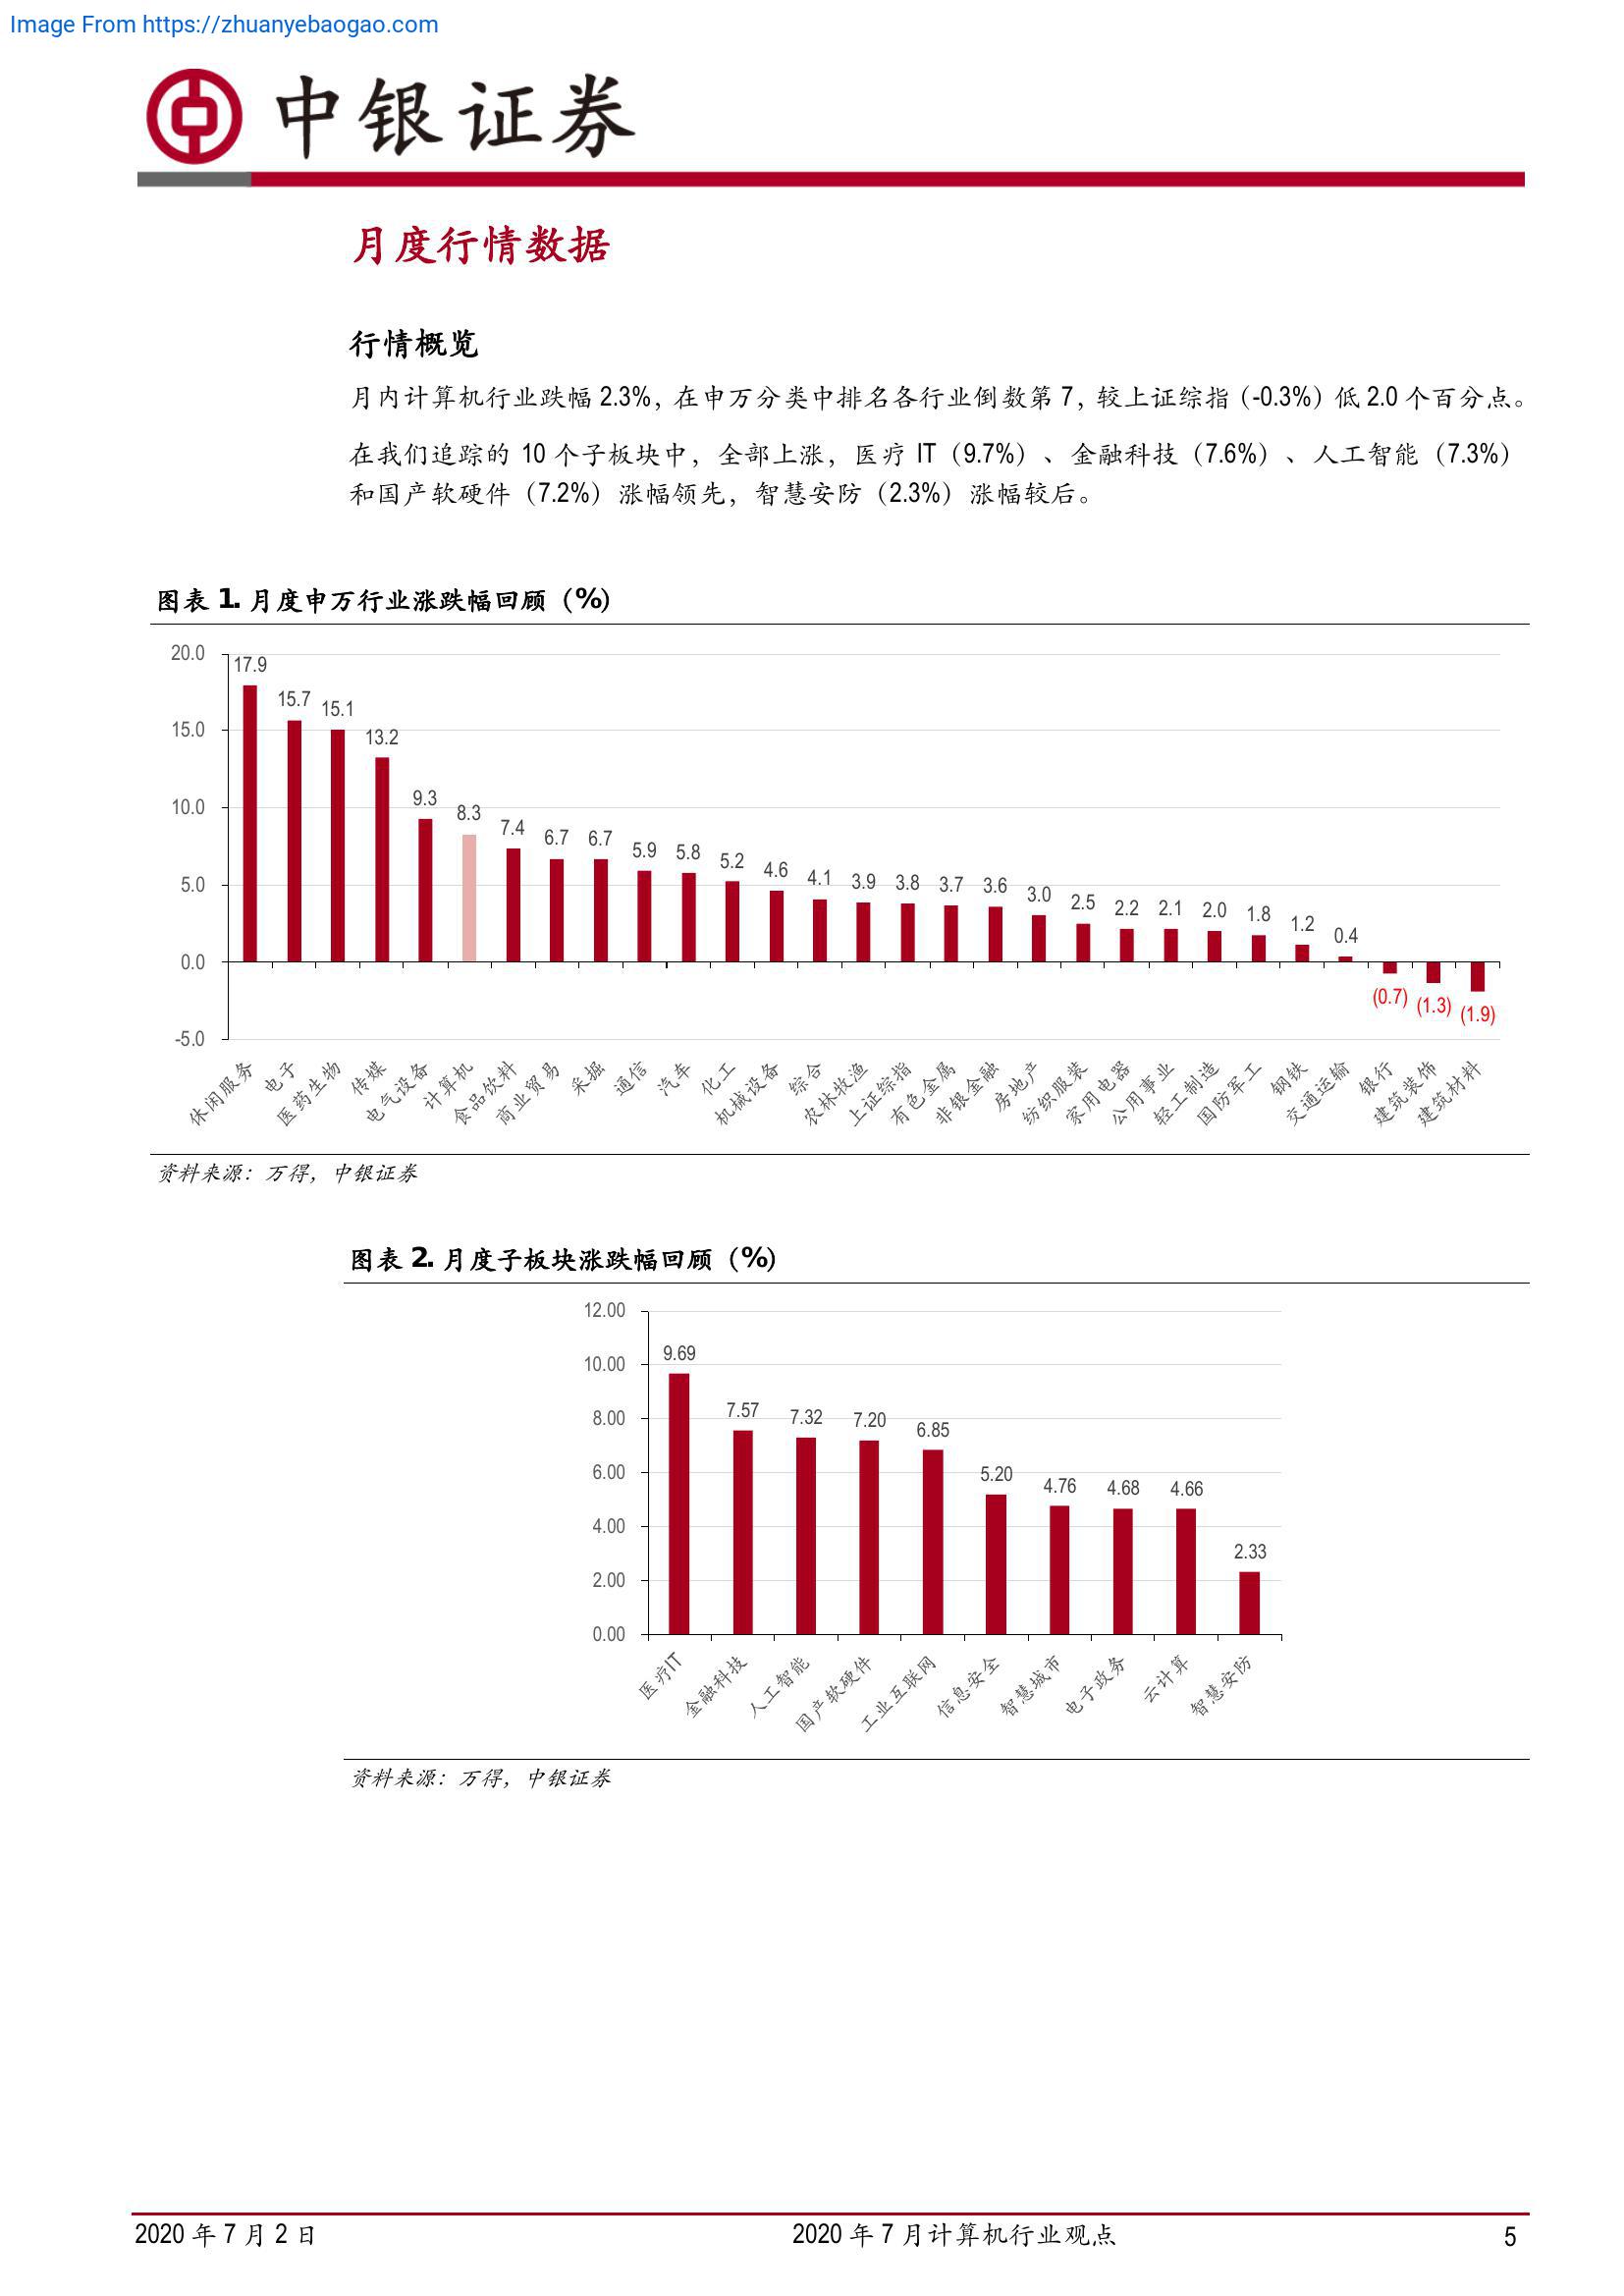 Image From https://zhuanyebaogao.com
中银证券
月度行情数据
行情概览
月内计算机行业跌幅 2.3%，在申万分类中排名各行业倒数第 7，较上证综指（-0.3%）低 2.0 个百分点。
在我们追踪的 10 个子板块中，全部上涨，医疗 IT（9.7%）、金融科技（7.6%）、人工智能（7.3%）
和国产软硬件（7.2%）涨幅领先，智慧安防（2.3%）涨幅较后。
图表 1. 月度申万行业涨跌幅回顾（%）
20.0
15.0
10.0
5.0
0.0
-5.0
17.9
15.7
15.1
13.2
9.3
8.3
7.4
6.7
6.7
5.9
5.8
5.2
4.6
4.1
3.9
3.8
3.7
3.6
3.0
2.5
2.2
2.1
2.0
1.8
1.2
0.4
(0.7)
(1.3)
(1.9)
休闲服务
电子
医药生物
传媒
电气设备
计算机
食品饮料
商业贸易
采掘
通信
汽车
化工
机械设备
综合
农林牧渔
上证综指
有色金属
非银金融
房地产
纺织服装
家用电器
公用事业
轻工制造
国防军工
钢铁
交通运输
银行
建筑装饰
建筑材料
资料来源：万得，中银证券
图表 2. 月度子板块涨跌幅回顾（%）
12.00
10.00
8.00
6.00
4.00
2.00
0.00
9.69
7.57
7.32
7.20
6.85
5.20
4.76
4.68
4.66
2.33
医疗IT
金融科技
人工智能
国产软硬件
工业互联网
信息安全
智慧城市
电子政务
云计算
智慧安防
资料来源：万得，中银证券
2020 年 7 月 2 日
2020 年 7 月计算机行业观点
5